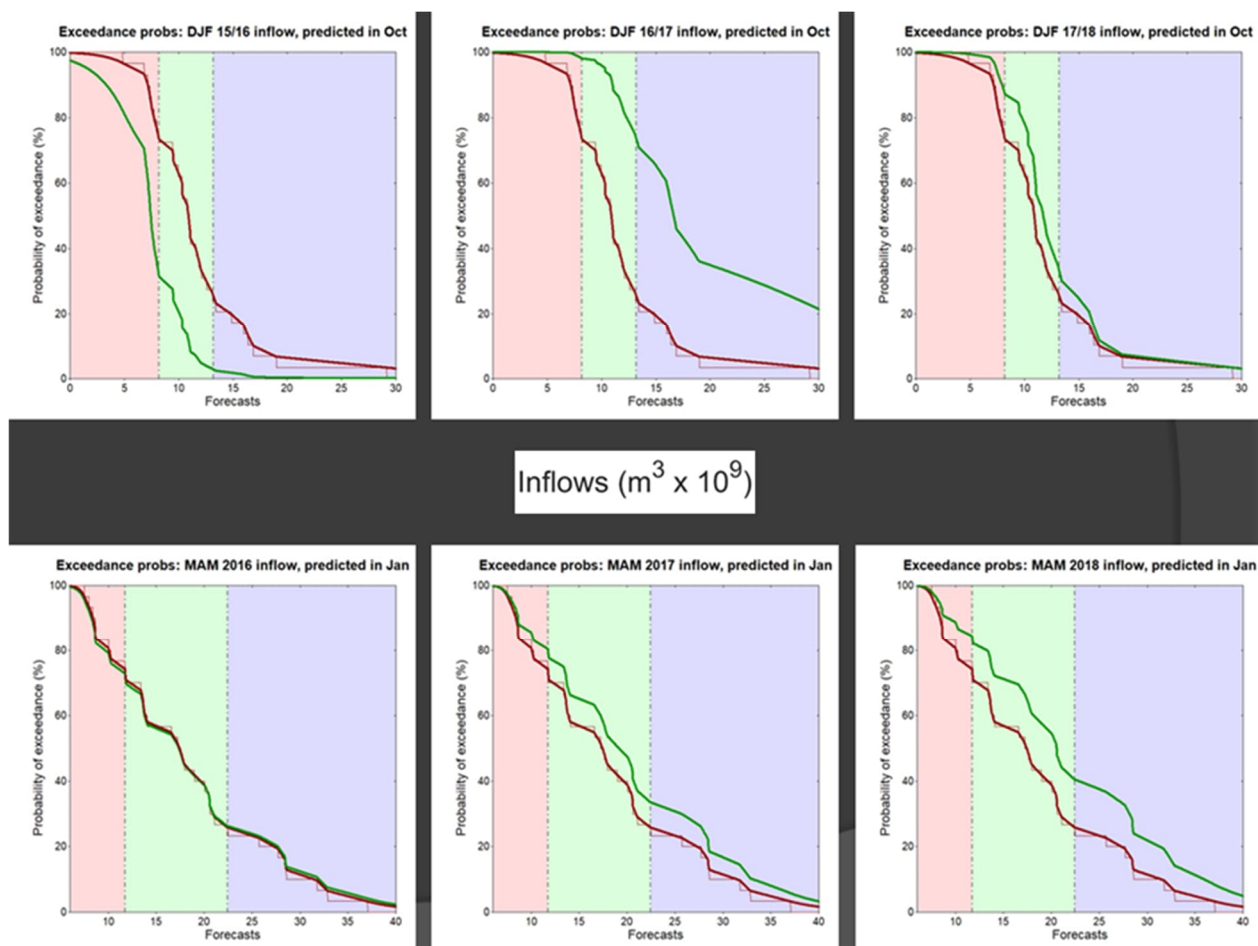 Exceedance probs: DJF 15/16 inflow, predicted in Oct
Probability of exceedance (%)
100
80
60
40
20
0
0 5 10 15 20 25 30
Forecasts
Exceedance probs: DJF 16/17 inflow, predicted in Oct
Probability of exceedance (%)
100
80
60
40
20
0
0 5 10 15 20 25 30
Forecasts
Exceedance probs: DJF 17/18 inflow, predicted in Oct
Probability of exceedance (%)
100
80
60
40
20
0
0 5 10 15 20 25 30
Forecasts
Inflows (m³ x 10⁹)
Exceedance probs: MAM 2016 inflow, predicted in Jan
Probability of exceedance (%)
100
80
60
40
20
0
10 15 20 25 30 35 40
Forecasts
Exceedance probs: MAM 2017 inflow, predicted in Jan
Probability of exceedance (%)
100
80
60
40
20
0
10 15 20 25 30 35 40
Forecasts
Exceedance probs: MAM 2018 inflow, predicted in Jan
Probability of exceedance (%)
100
80
60
40
20
0
10 15 20 25 30 35 40
Forecasts